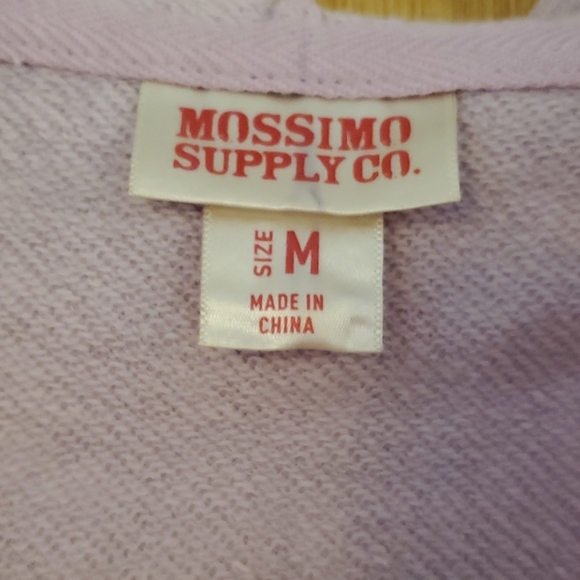 MOSSIMO
SUPPLY CO.
SIZE M
MADE IN
CHINA